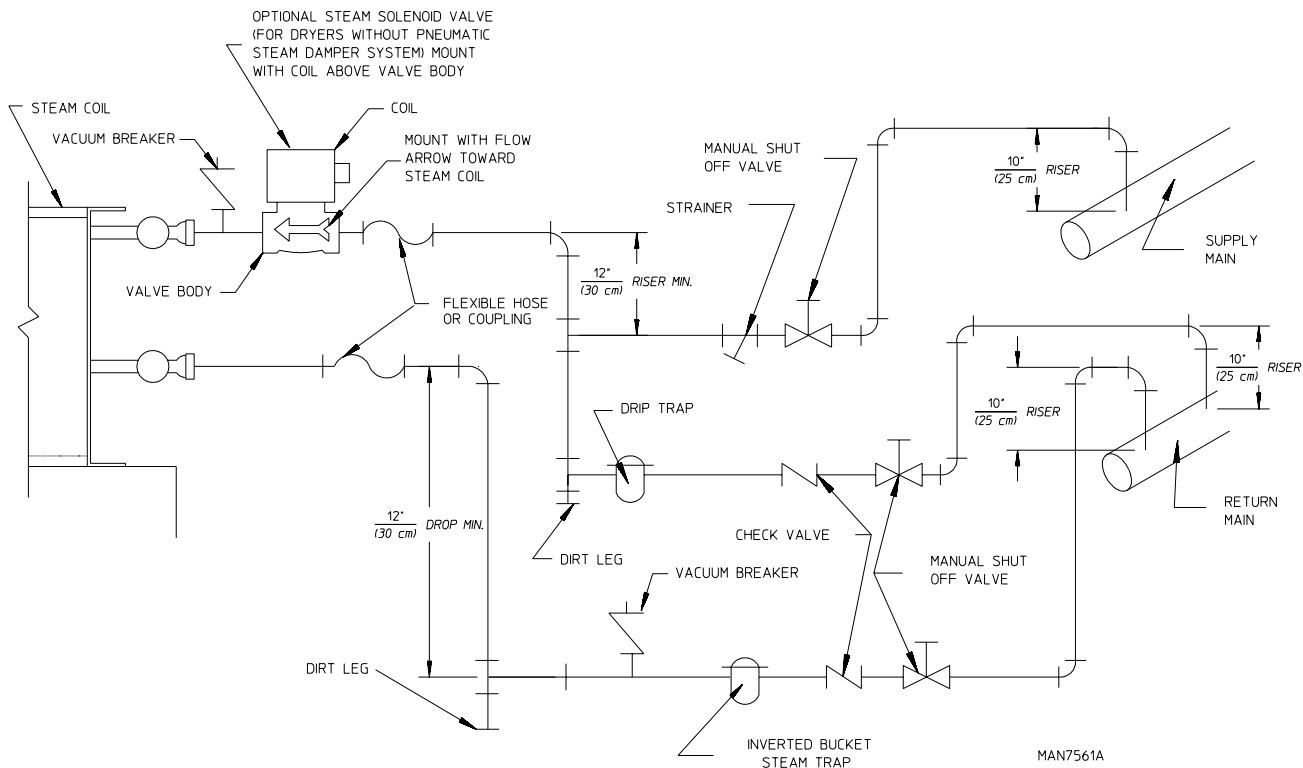 OPTIONAL STEAM SOLENOID VALVE
(FOR DRYERS WITHOUT PNEUMATIC
STEAM DAMPER SYSTEM) MOUNT
WITH COIL ABOVE VALVE BODY
STEAM COIL
COIL
VACUUM BREAKER
MOUNT WITH FLOW
ARROW TOWARD
STEAM COIL
MANUAL SHUT
OFF VALVE
10"
(25 cm) RISER
STRAINER
SUPPLY
MAIN
VALVE BODY
12"
(30 cm) RISER MIN.
FLEXIBLE HOSE
OR COUPLING
10"
(25 cm) RISER
10"
(25 cm) RISER
DRIP TRAP
RETURN
MAIN
12"
(30 cm) DROP MIN.
CHECK VALVE
DIRT LEG
MANUAL SHUT
OFF VALVE
VACUUM BREAKER
DIRT LEG
INVERTED BUCKET
STEAM TRAP
MAN7561A